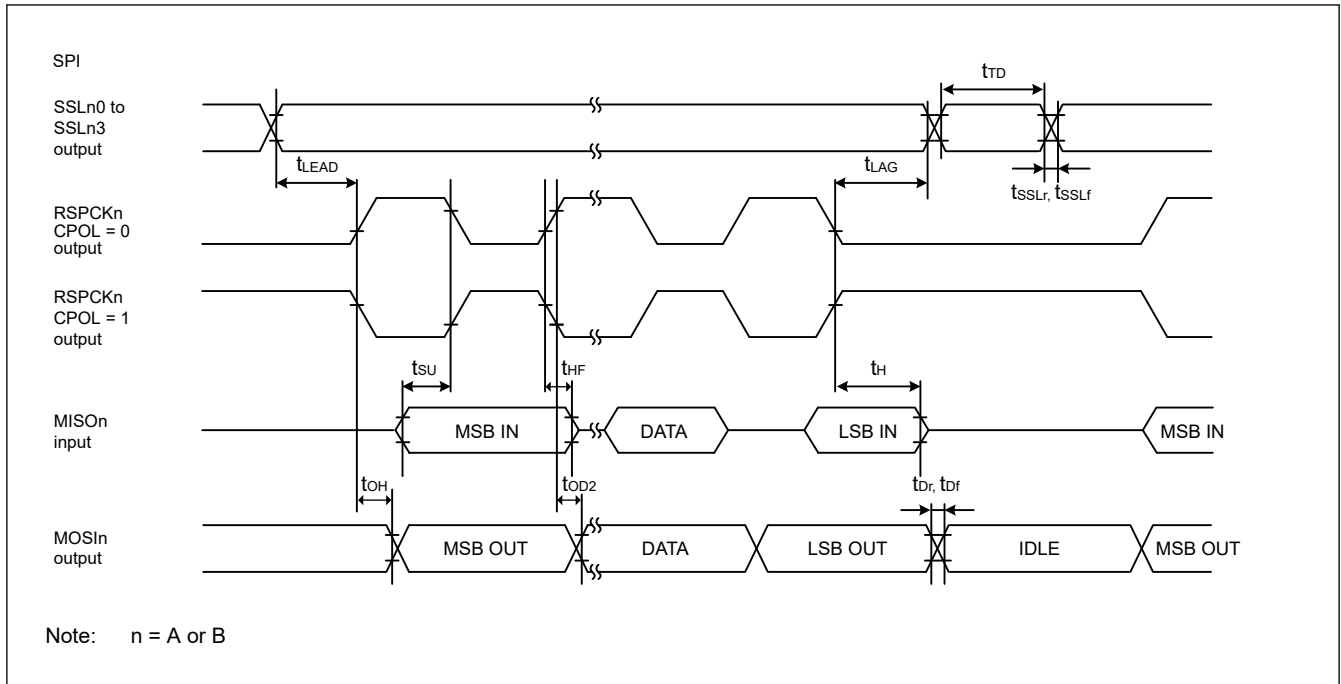 SPI
tTD
SSLn0 to
SSLn3
output
tLEAD
tLAG
tSSLr, tSSLf
RSPCKn
CPOL = 0
output
RSPCKn
CPOL = 1
output
tSU
tHF
tH
MISOn
input
MSB IN
DATA
LSB IN
MSB IN
tOH
tOD2
tDr, tDf
MOSIn
output
MSB OUT
DATA
LSB OUT
IDLE
MSB OUT
Note: n = A or B